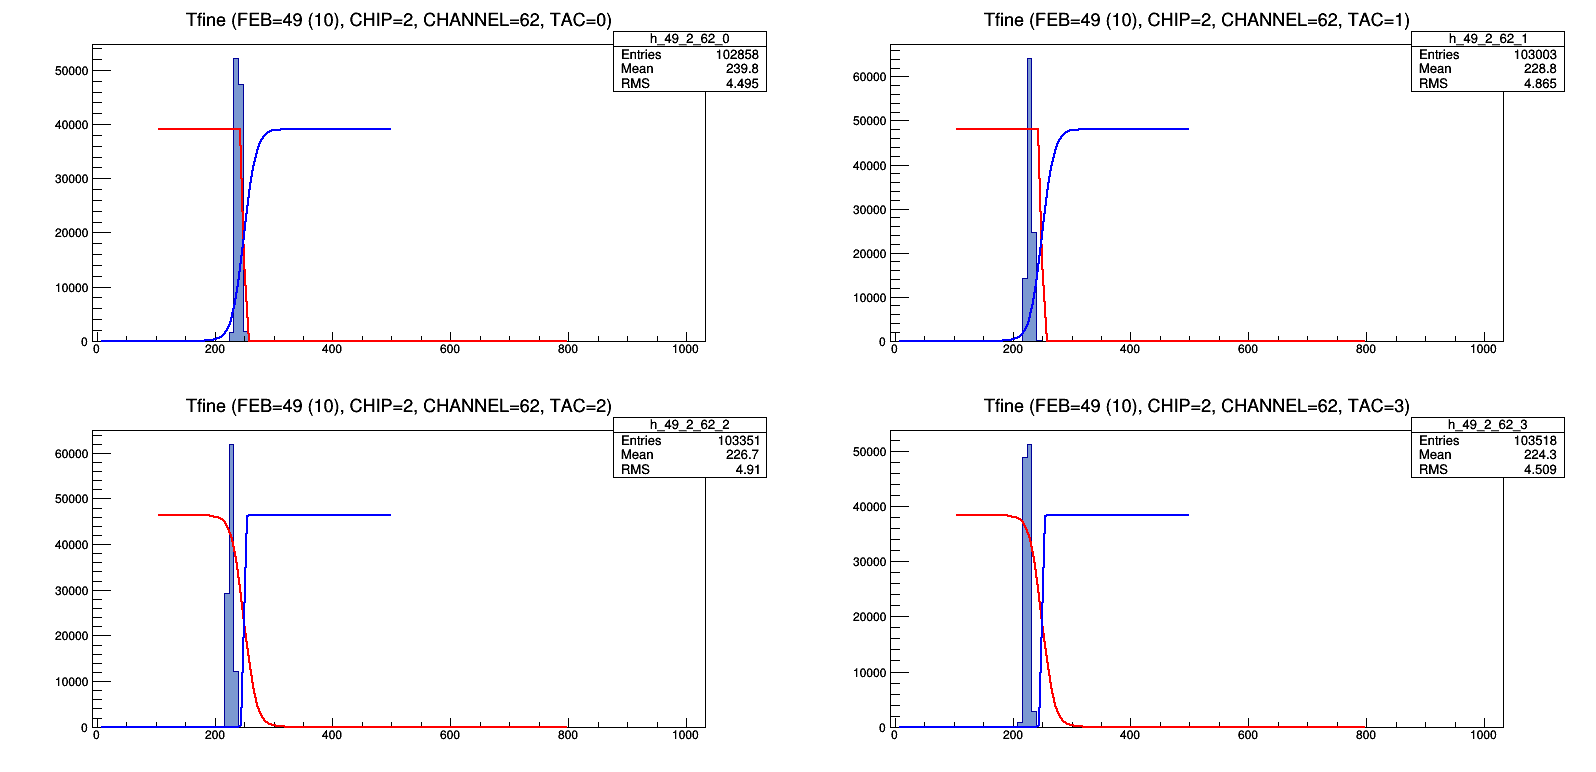 Tfine (FEB=49 (10), CHIP=2, CHANNEL=62, TAC=0)
h_49_2_62_0
Entries 102858
Mean 239.8
RMS 4.495
50000
40000
30000
20000
10000
0
0 200 400 600 800 1000
Tfine (FEB=49 (10), CHIP=2, CHANNEL=62, TAC=1)
h_49_2_62_1
Entries 103003
Mean 228.8
RMS 4.865
60000
50000
40000
30000
20000
10000
0
0 200 400 600 800 1000
Tfine (FEB=49 (10), CHIP=2, CHANNEL=62, TAC=2)
h_49_2_62_2
Entries 103351
Mean 226.7
RMS 4.91
60000
50000
40000
30000
20000
10000
0
0 200 400 600 800 1000
Tfine (FEB=49 (10), CHIP=2, CHANNEL=62, TAC=3)
h_49_2_62_3
Entries 103518
Mean 224.3
RMS 4.509
50000
40000
30000
20000
10000
0
0 200 400 600 800 1000